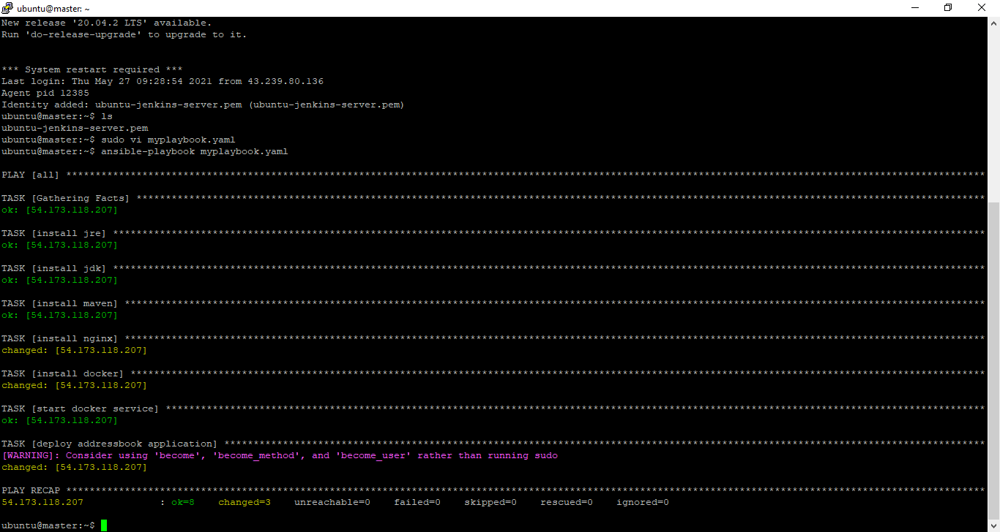 ubuntu@master: ~
New release '20.04.2 LTS' available.
Run 'do-release-upgrade' to upgrade to it.
*** System restart required ***
Last login: Thu May 27 09:28:54 2021 from 43.239.80.136
Agent pid 12385
Identity added: ubuntu-jenkins-server.pem (ubuntu-jenkins-server.pem)
ubuntu@master:~$ ls
ubuntu-jenkins-server.pem
ubuntu@master:~$ sudo vi myplaybook.yaml
ubuntu@master:~$ ansible-playbook myplaybook.yaml
PLAY [all] *************************************************************************************************************************************************************
TASK [Gathering Facts] *************************************************************************************************************************************************
ok: [54.173.118.207]
TASK [install jre] *****************************************************************************************************************************************************
ok: [54.173.118.207]
TASK [install jdk] *****************************************************************************************************************************************************
ok: [54.173.118.207]
TASK [install maven] ***************************************************************************************************************************************************
ok: [54.173.118.207]
TASK [install nginx] ***************************************************************************************************************************************************
changed: [54.173.118.207]
TASK [install docker] **************************************************************************************************************************************************
changed: [54.173.118.207]
TASK [start docker service] ********************************************************************************************************************************************
ok: [54.173.118.207]
TASK [deploy addressbook application] **********************************************************************************************************************************
[WARNING]: Consider using 'become', 'become_method', and 'become_user' rather than running sudo
changed: [54.173.118.207]
PLAY RECAP *************************************************************************************************************************************************************
54.173.118.207             : ok=8    changed=3    unreachable=0    failed=0    skipped=0    rescued=0    ignored=0
ubuntu@master:~$